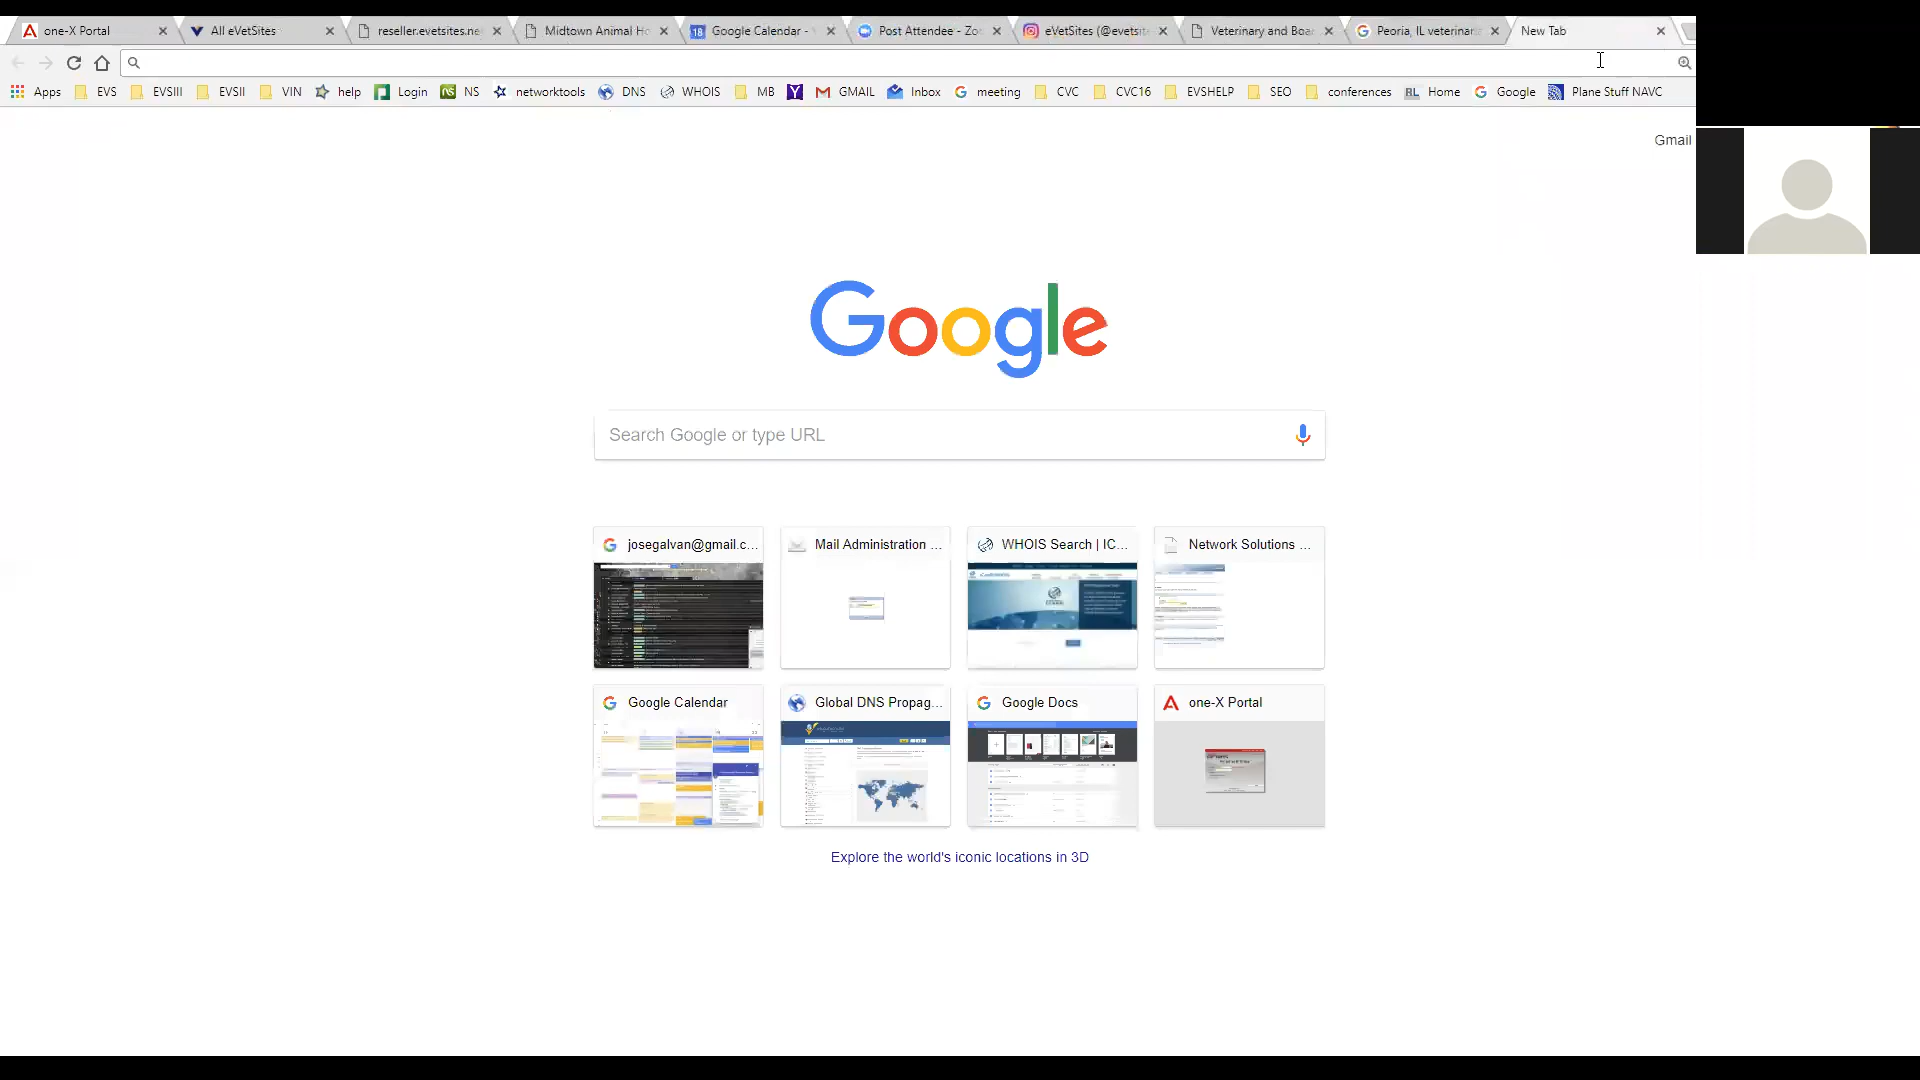 one-X Portal
All eVetSites
reseller.evetsites.ne
Midtown Animal Ho
Google Calendar -
Post Attendee - Zo
eVetSites (@evetsit
Veterinary and Boa
Peoria, IL veterinar
New Tab
Apps EVS EVSIII EVSII VIN help Login NS networktools DNS WHOIS MB GMAIL Inbox meeting CVC CVC16 EVSHELP SEO conferences Home Google Plane Stuff NAVC
Gmail
Google
Search Google or type URL
josegalvan@gmail.c...
Mail Administration ...
WHOIS Search | IC...
Network Solutions ...
Google Calendar
Global DNS Propag...
Google Docs
one-X Portal
Explore the world's iconic locations in 3D